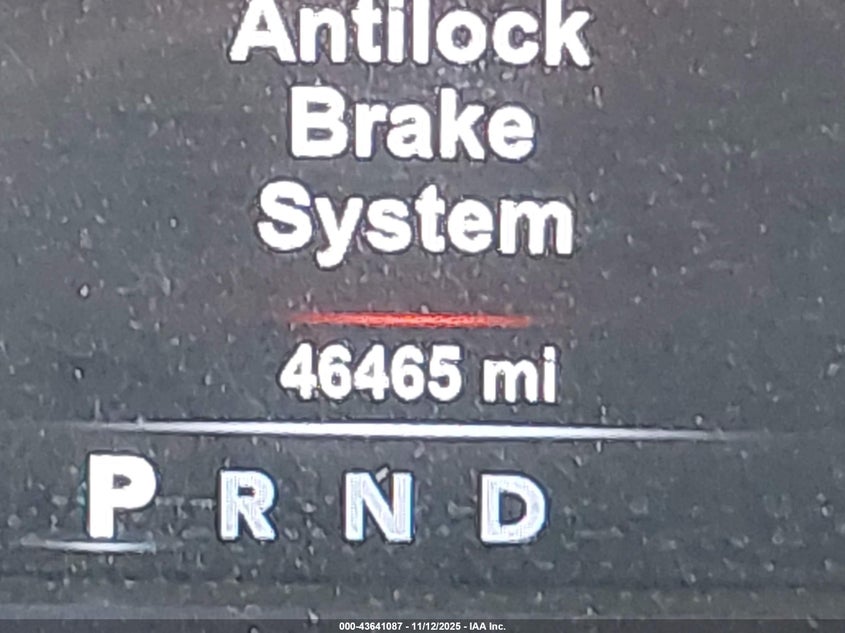 Antilock
Brake
System
46465 mi
P R N D
000-43641087 - 11/12/2025 - IAA Inc.